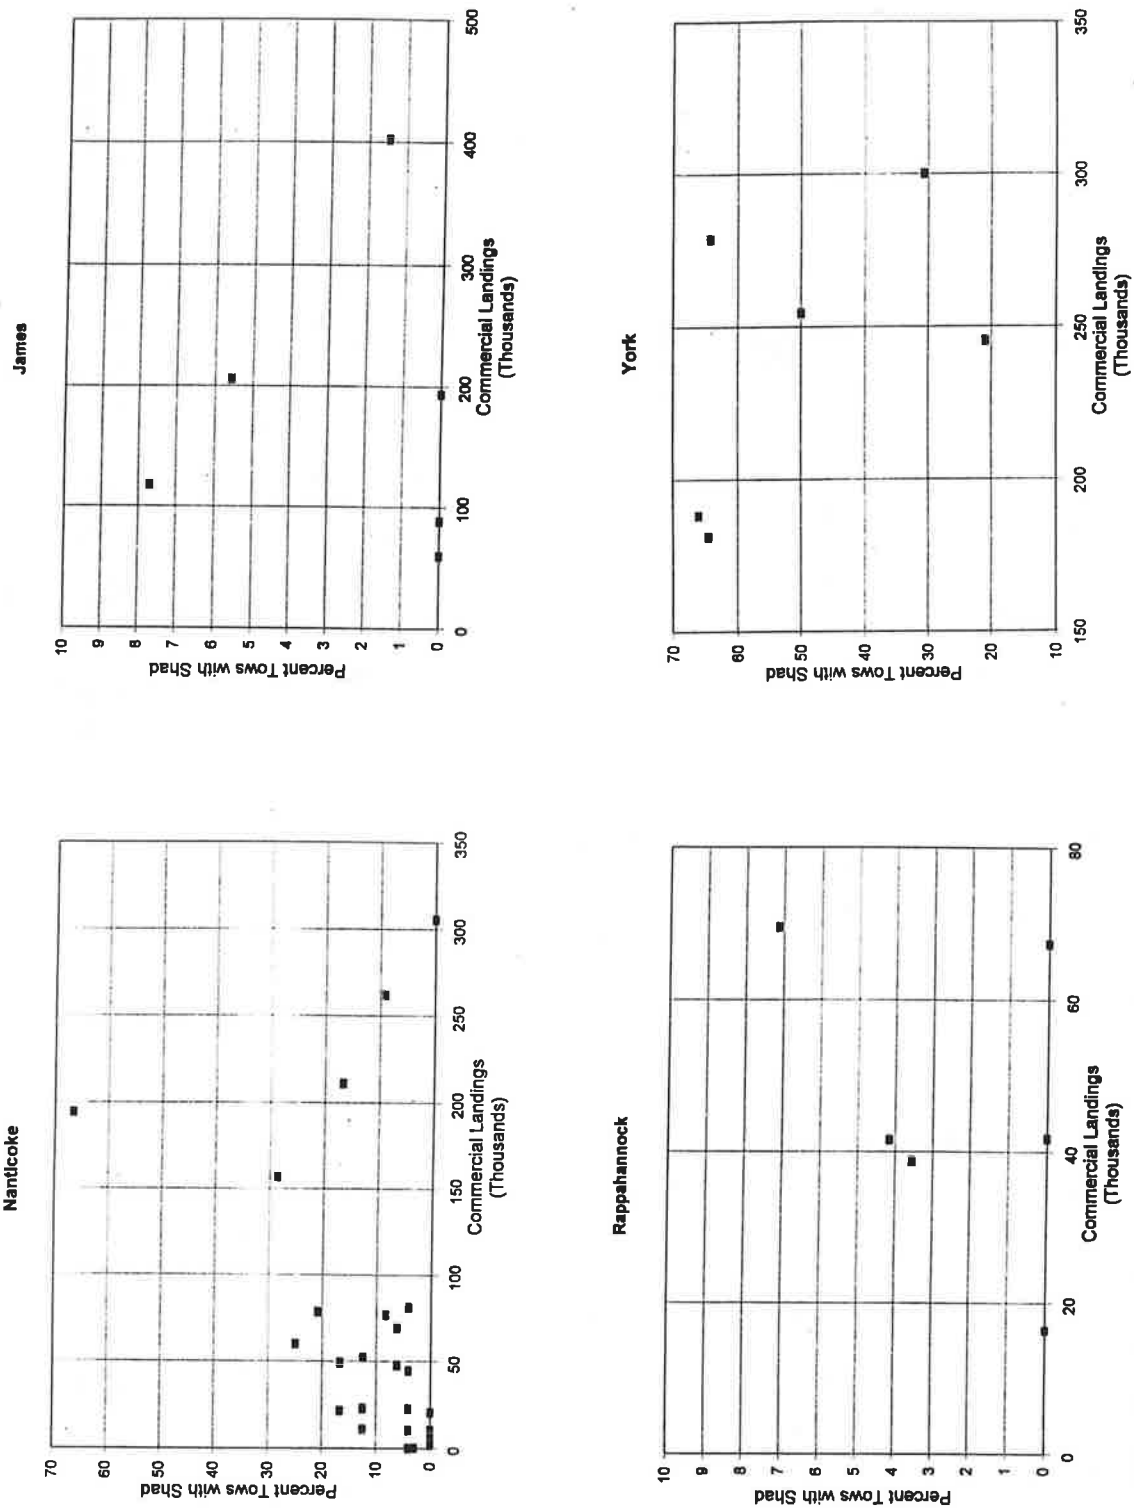 Nanticoke
Percent Tows with Shad
70
60
50
40
30
20
10
0
0 50 100 150 200 250 300 350
Commercial Landings
(Thousands)
James
Percent Tows with Shad
10
9
8
7
6
5
4
3
2
1
0
0 100 200 300 400 500
Commercial Landings
(Thousands)
Rappahannock
Percent Tows with Shad
10
9
8
7
6
5
4
3
2
1
0
0 20 40 60 80
Commercial Landings
(Thousands)
York
Percent Tows with Shad
70
60
50
40
30
20
10
150 200 250 300 350
Commercial Landings
(Thousands)